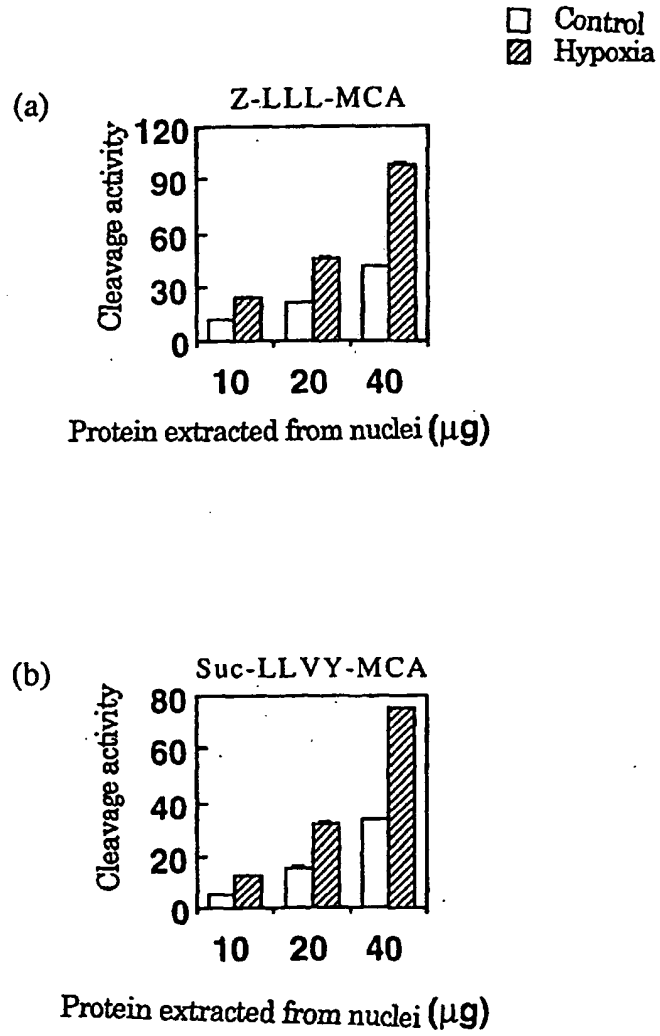 Control
Hypoxia
(a)
Z-LLL-MCA
Cleavage activity
120
90
60
30
0
10 20 40
Protein extracted from nuclei (μg)
(b)
Suc-LLVY-MCA
Cleavage activity
80
60
40
20
0
10 20 40
Protein extracted from nuclei (μg)